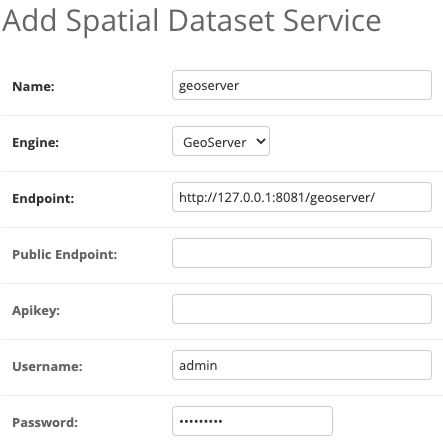 Add Spatial Dataset Service
Name: geoserver
Engine: GeoServer
Endpoint: http://127.0.0.1:8081/geoserver/
Public Endpoint:
Apikey:
Username: admin
Password: •••••••••